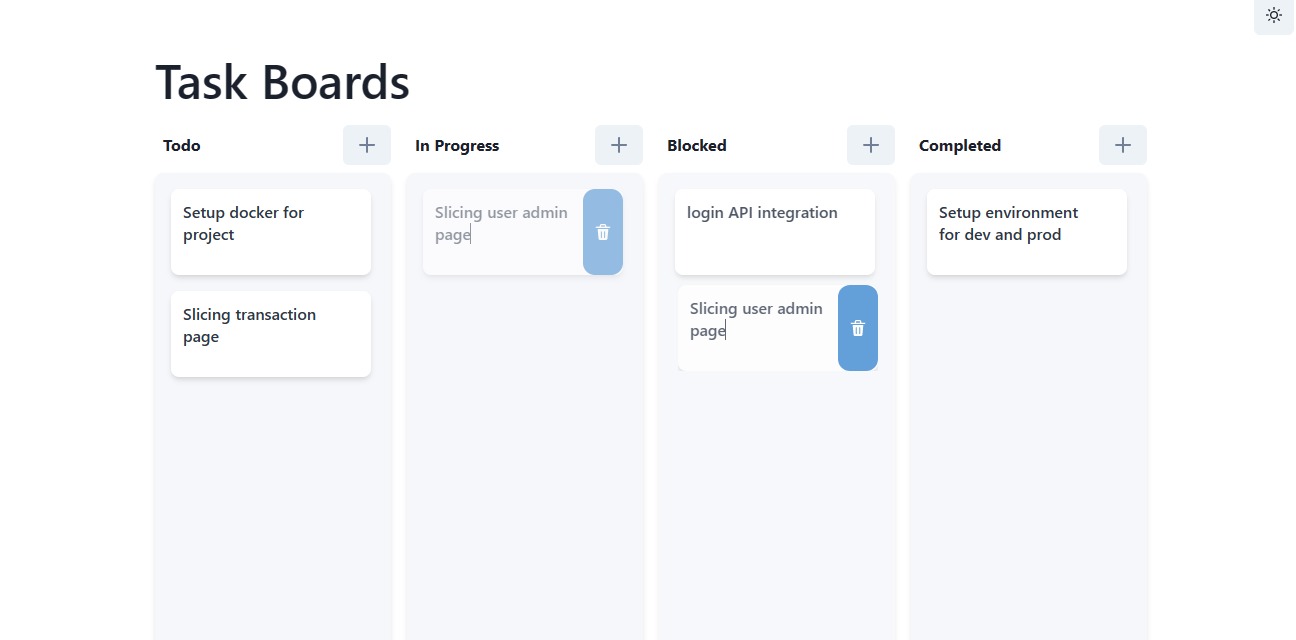 Task Boards
Todo
In Progress
Blocked
Completed
Setup docker for
project
Slicing transaction
page
Slicing user admin
page
login API integration
Slicing user admin
page
Setup environment
for dev and prod